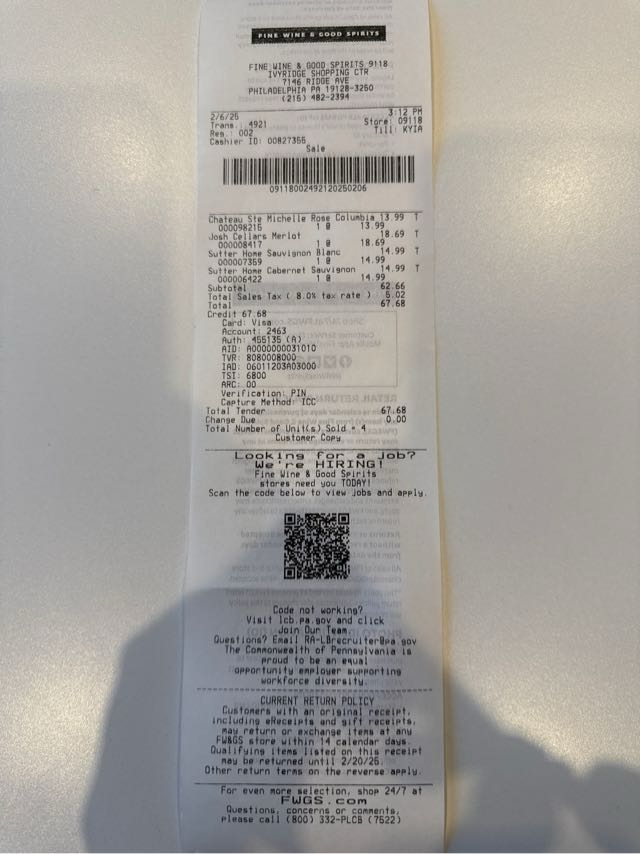 FINE WINE & GOOD SPIRITS
FINE WINE & GOOD SPIRITS 9118
IVYRIDGE SHOPPING CTR
7146 RIDGE AVE
PHILADELPHIA PA 19128-3250
(215) 482-2394
2/6/25 3:12 PM
Trans.: 4921 Store: 09118
Reg.: 002 Till: KYIA
Cashier ID: 00827355
Sale
09118002492120250206
Chateau Ste Michelle Rose Columbia 13.99 T
000098215 1 @ 13.99
Josh Cellars Merlot 18.69 T
000008417 1 @ 18.69
Sutter Home Sauvignon Blanc 14.99 T
000007359 1 @ 14.99
Sutter Home Cabernet Sauvignon 14.99 T
000006422 1 @ 14.99
Subtotal 62.66
Total Sales Tax ( 8.0% tax rate ) 5.02
Total 67.68
Credit 67.68
Card: Visa
Account: 2463
Auth: 455135 (A)
AID: A0000000031010
TVR: 8080008000
IAD: 06011203A03000
TSI: 6800
ARC: 00
Verification: PIN
Capture Method: ICC
Total Tender 67.68
Change Due 0.00
Total Number of Unit(s) Sold = 4
Customer Copy
Looking for a Job?
We're HIRING!
Fine Wine & Good Spirits
stores need you TODAY!
Scan the code below to view jobs and apply.
Code not working?
Visit lcb.pa.gov and click
Join Our Team.
Questions? Email RA-LBrecruiter@pa.gov
The Commonwealth of Pennsylvania is
proud to be an equal
opportunity employer supporting
workforce diversity.
CURRENT RETURN POLICY
Customers with an original receipt,
including eReceipts and gift receipts,
may return or exchange items at any
FW&GS store within 14 calendar days.
Qualifying items listed on this receipt
may be returned until 2/20/25.
Other return terms on the reverse apply.
For even more selection, shop 24/7 at
FWGS.com
Questions, concerns or comments,
please call (800) 332-PLCB (7522)